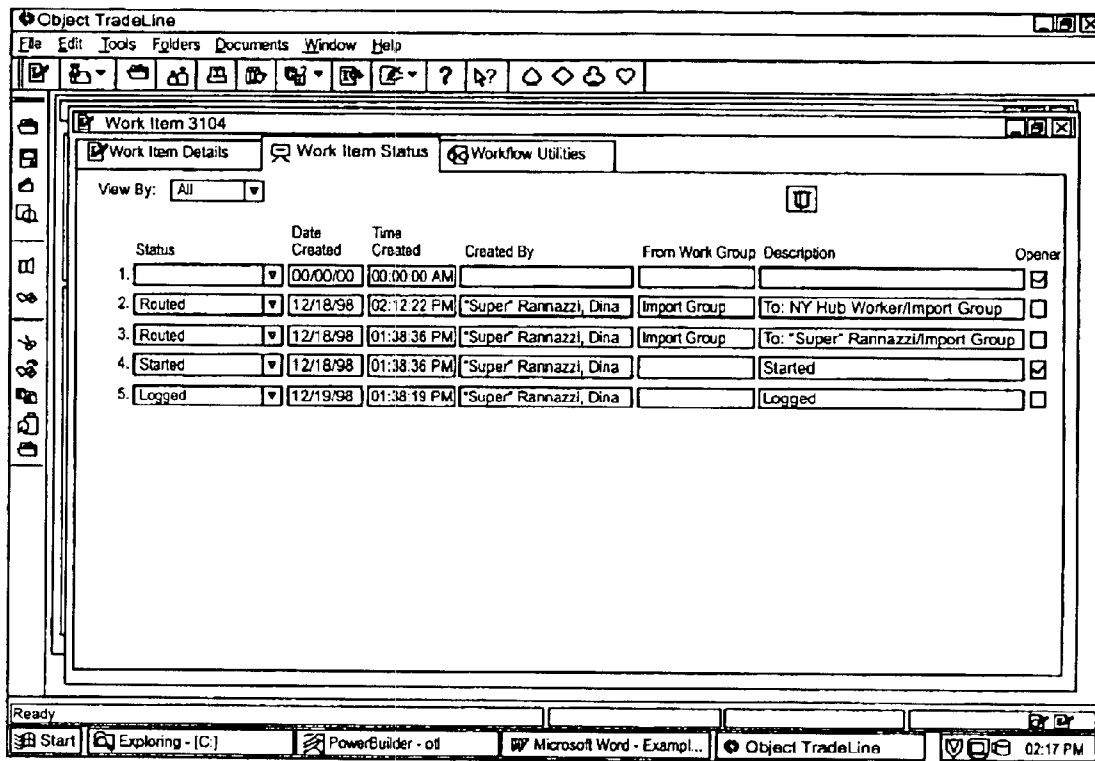 Object TradeLine
File Edit Tools Folders Documents Window Help
? ?
Work Item 3104
Work Item Details Work Item Status Workflow Utilities
View By: All
Status Date Created Time Created Created By From Work Group Description Opener
1. 00/00/00 00:00:00 AM
2. Routed 12/18/98 02:12:22 PM "Super" Rannazzi, Dina Import Group To: NY Hub Worker/Import Group
3. Routed 12/18/98 01:38:36 PM "Super" Rannazzi, Dina Import Group To: "Super" Rannazzi/Import Group
4. Started 12/18/98 01:38:36 PM "Super" Rannazzi, Dina Started
5. Logged 12/19/98 01:38:19 PM "Super" Rannazzi, Dina Logged
Ready
Start Exploring - [C:] PowerBuilder - otl Microsoft Word - Exampl... Object TradeLine 02:17 PM